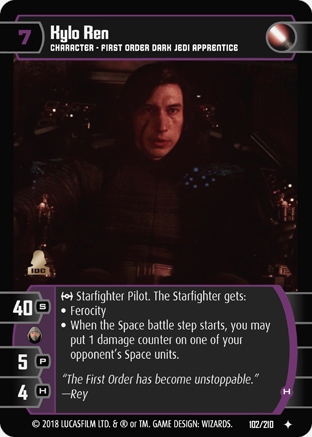 7 Kylo Ren
CHARACTER - FIRST ORDER DARK JEDI APPRENTICE
IDC
40 S
Starfighter Pilot. The Starfighter gets:
• Ferocity
• When the Space battle step starts, you may
put 1 damage counter on one of your
opponent's Space units.
5 P
"The First Order has become unstoppable."
4 H
—Rey
H
© 2018 LUCASFILM LTD. & ® or TM. GAME DESIGN: WIZARDS. 102/210